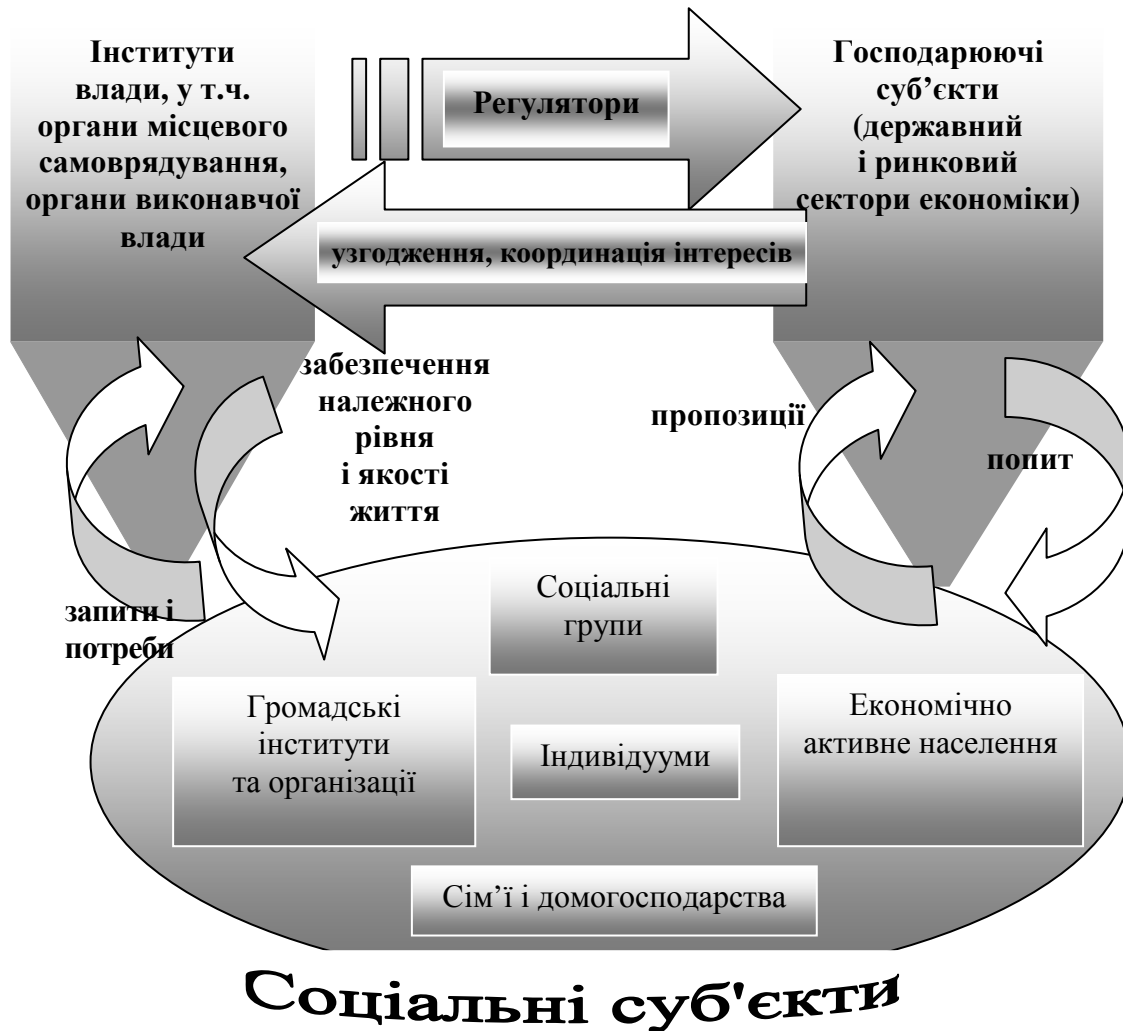 Інститути
влади, у т.ч.
органи місцевого
самоврядування,
органи виконавчої
влади
Регулятори
Господарюючі
суб’єкти
(державний
і ринковий
сектори економіки)
узгодження, координація інтересів
забезпечення
належного
рівня
і якості
життя
пропозиції
попит
запити і
потреби
Соціальні
групи
Громадські
інститути
та організації
Індивідууми
Економічно
активне населення
Сім’ї і домогосподарства
Соціальні суб'єкти